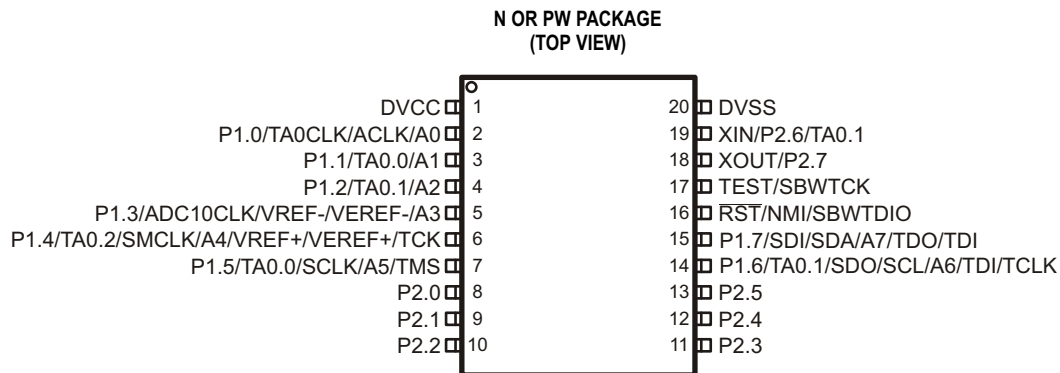 N OR PW PACKAGE
(TOP VIEW)
DVCC 1 20 DVSS
P1.0/TA0CLK/ACLK/A0 2 19 XIN/P2.6/TA0.1
P1.1/TA0.0/A1 3 18 XOUT/P2.7
P1.2/TA0.1/A2 4 17 TEST/SBWTCK
P1.3/ADC10CLK/VREF-/VEREF-/A3 5 16 RST/NMI/SBWTDIO
P1.4/TA0.2/SMCLK/A4/VREF+/VEREF+/TCK 6 15 P1.7/SDI/SDA/A7/TDO/TDI
P1.5/TA0.0/SCLK/A5/TMS 7 14 P1.6/TA0.1/SDO/SCL/A6/TDI/TCLK
P2.0 8 13 P2.5
P2.1 9 12 P2.4
P2.2 10 11 P2.3